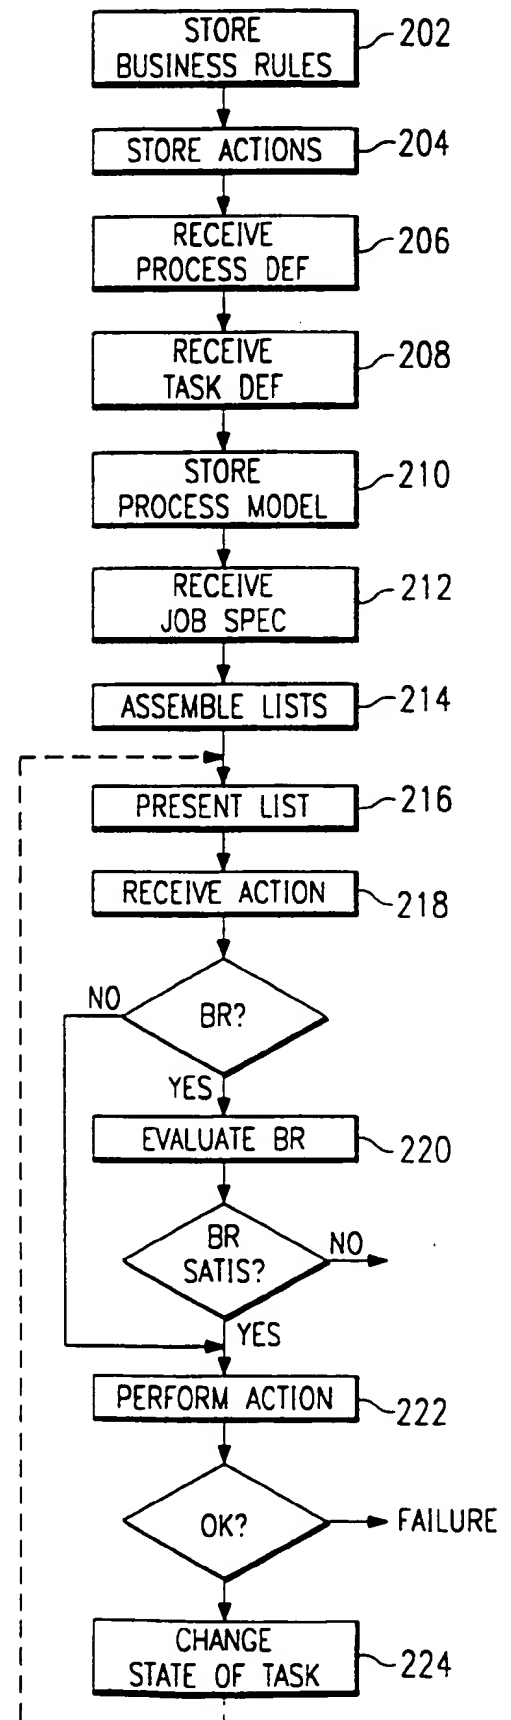 STORE
BUSINESS RULES
202
STORE ACTIONS
204
RECEIVE
PROCESS DEF
206
RECEIVE
TASK DEF
208
STORE
PROCESS MODEL
210
RECEIVE
JOB SPEC
212
ASSEMBLE LISTS
214
PRESENT LIST
216
RECEIVE ACTION
218
NO
BR?
YES
EVALUATE BR
220
BR
SATIS?
NO
YES
PERFORM ACTION
222
OK?
FAILURE
CHANGE
STATE OF TASK
224